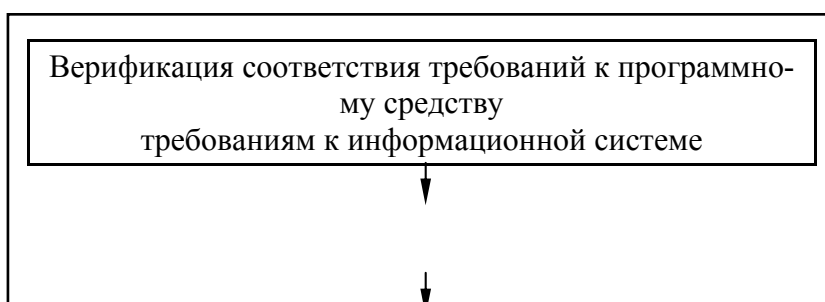 Верификация соответствия требований к программно-
му средству
требованиям к информационной системе